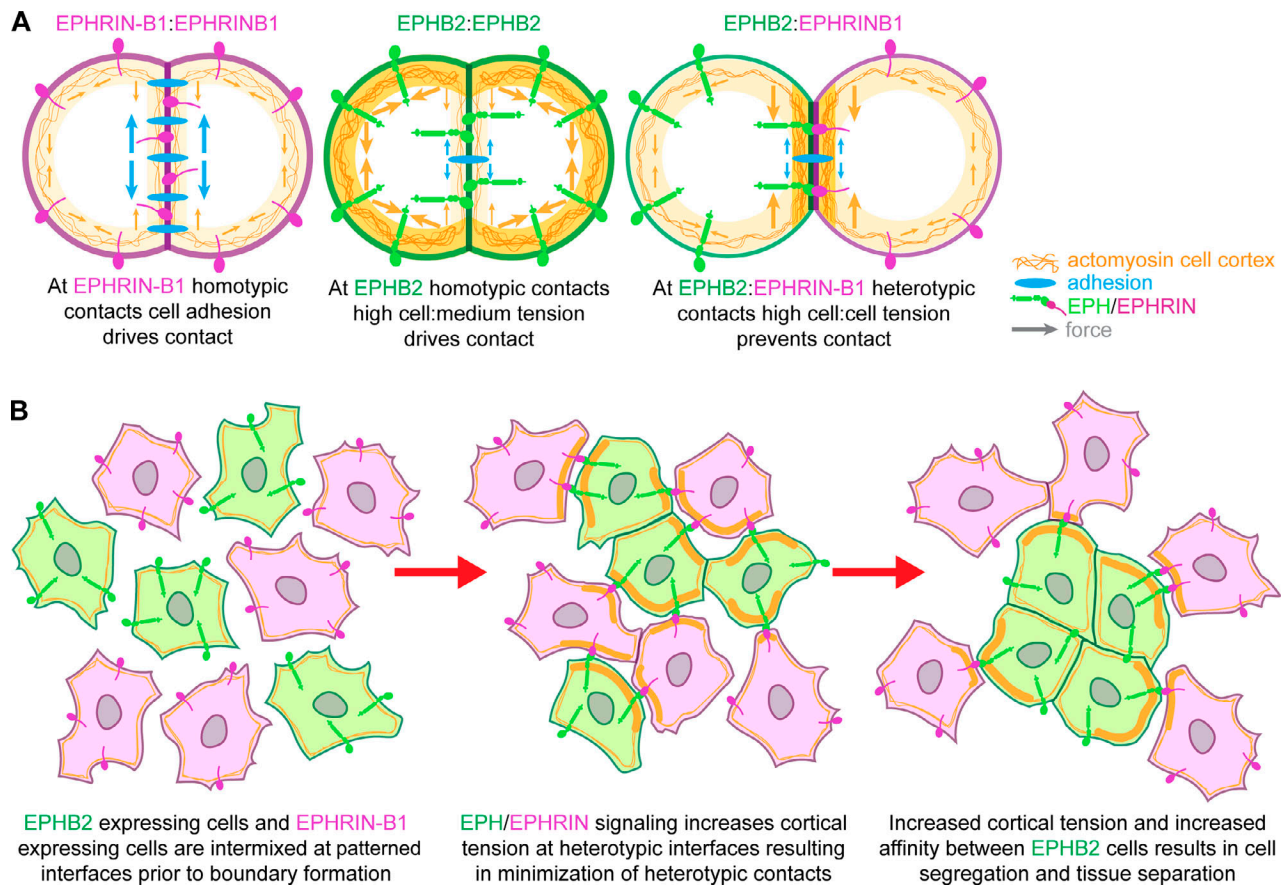 A
EPHRIN-B1:EPHRINB1
EPHB2:EPHB2
EPHB2:EPHRINB1
At EPHRIN-B1 homotypic
contacts cell adhesion
drives contact
At EPHB2 homotypic contacts
high cell:medium tension
drives contact
At EPHB2:EPHRIN-B1 heterotypic
contacts high cell:cell tension
prevents contact
actomyosin cell cortex
adhesion
EPH/EPHRIN
force
B
EPHB2 expressing cells and EPHRIN-B1
expressing cells are intermixed at patterned
interfaces prior to boundary formation
EPH/EPHRIN signaling increases cortical
tension at heterotypic interfaces resulting
in minimization of heterotypic contacts
Increased cortical tension and increased
affinity between EPHB2 cells results in cell
segregation and tissue separation